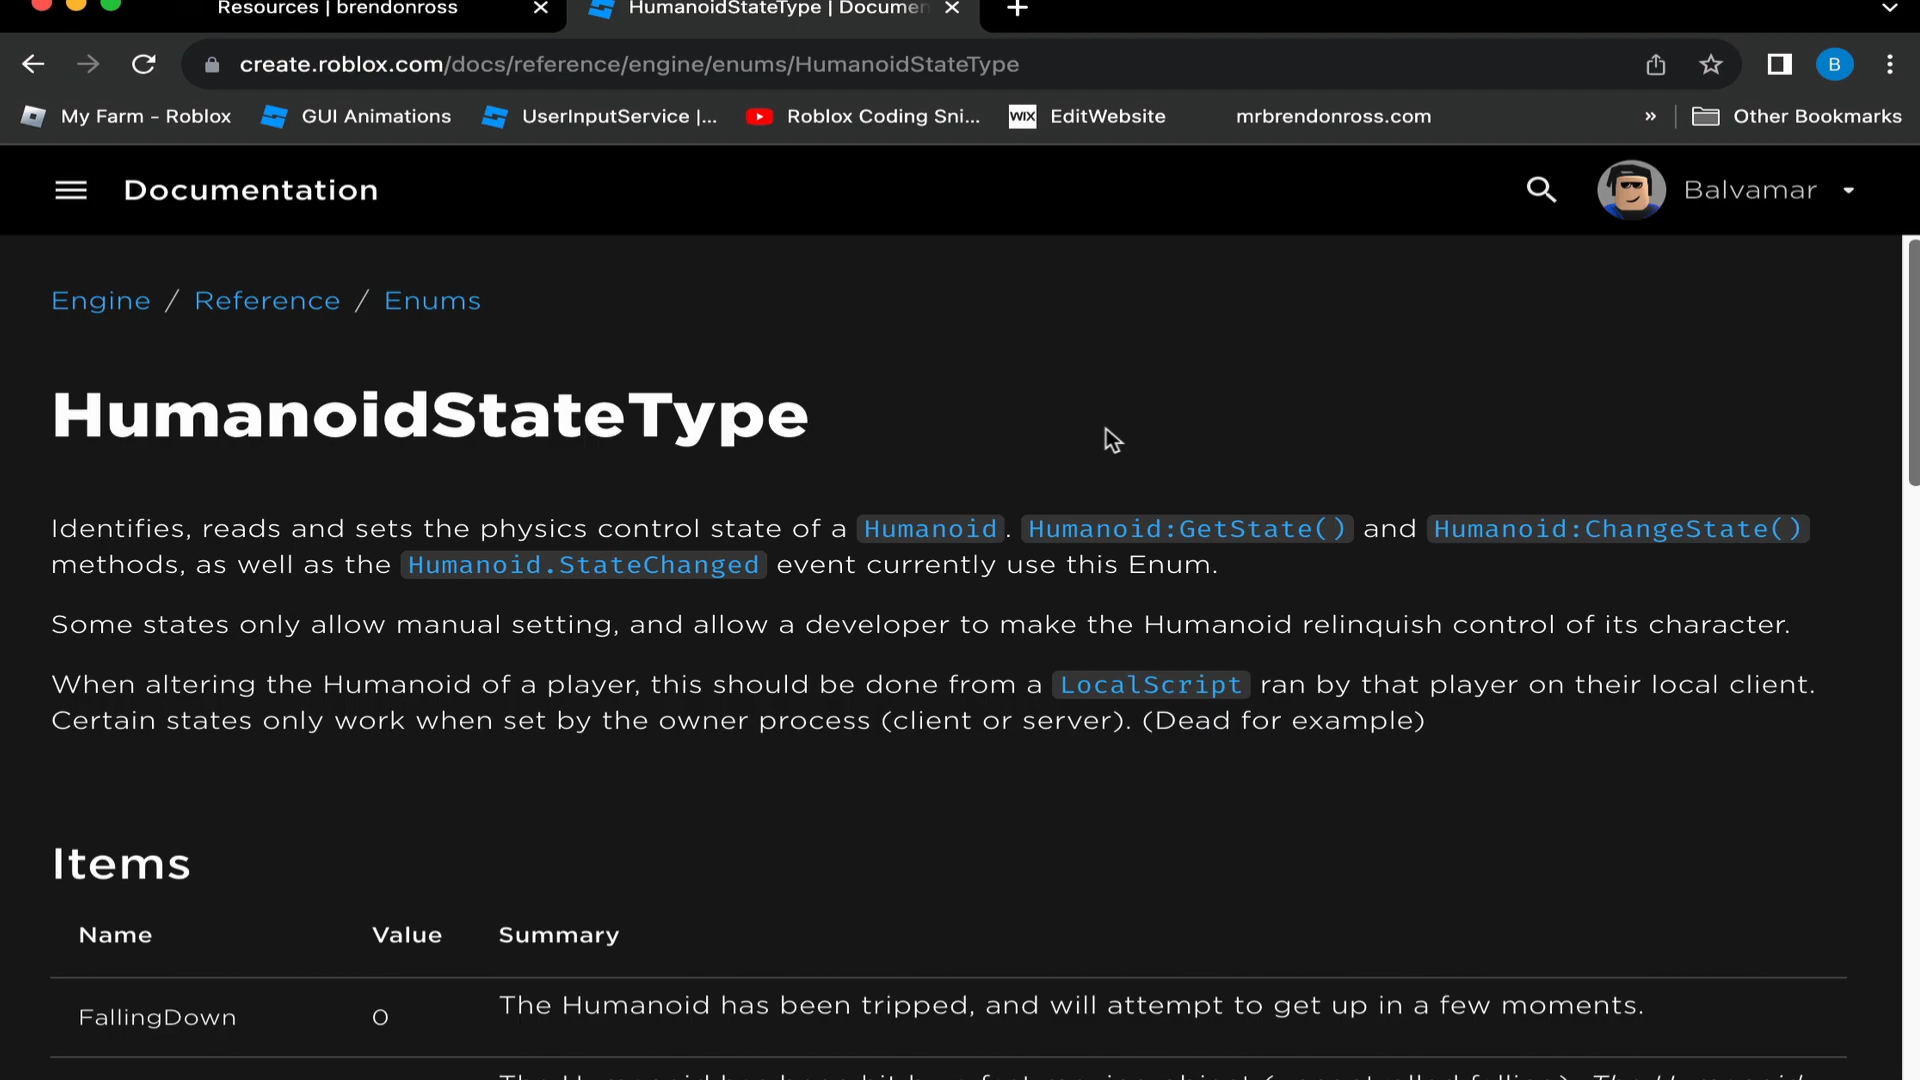 Resources | brendonross
HumanoidStateType | Documen
create.roblox.com/docs/reference/engine/enums/HumanoidStateType
B
My Farm - Roblox
GUI Animations
UserInputService |...
Roblox Coding Sni...
WIX
EditWebsite
mrbrendonross.com
»
Other Bookmarks
Documentation
Balvamar
Engine / Reference / Enums
HumanoidStateType
Identifies, reads and sets the physics control state of a Humanoid. Humanoid:GetState() and Humanoid:ChangeState()
methods, as well as the Humanoid.StateChanged event currently use this Enum.
Some states only allow manual setting, and allow a developer to make the Humanoid relinquish control of its character.
When altering the Humanoid of a player, this should be done from a LocalScript ran by that player on their local client.
Certain states only work when set by the owner process (client or server). (Dead for example)
Items
Name Value Summary
FallingDown 0 The Humanoid has been tripped, and will attempt to get up in a few moments.